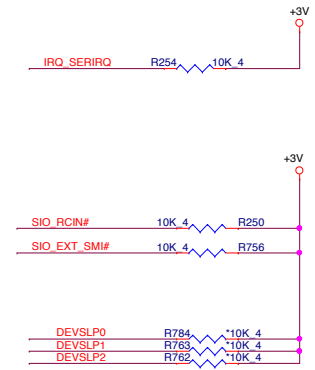 +3V
IRQ_SERIRQ R254 10K_4
+3V
SIO_RCIN# 10K_4 R250
SIO_EXT_SMI# 10K_4 R756
DEVSLP0 R784 *10K_4
DEVSLP1 R763 *10K_4
DEVSLP2 R762 *10K_4